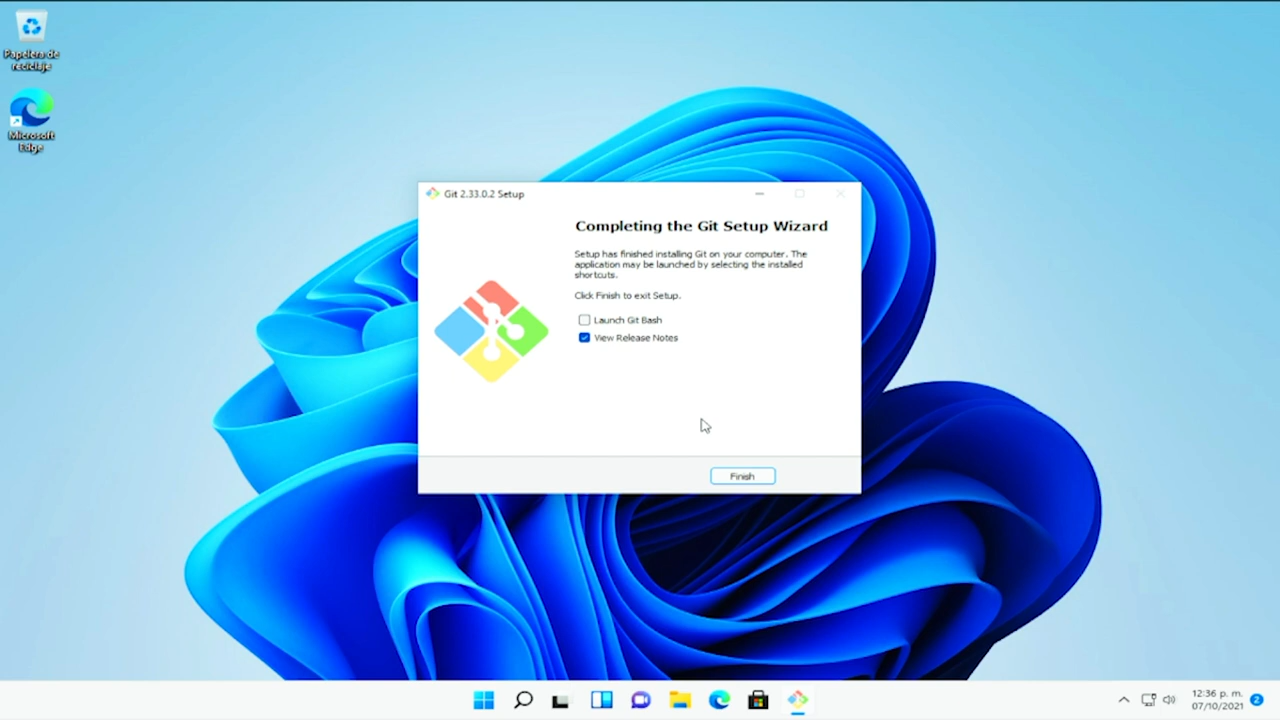 Papelera de
reciclaje
Microsoft
Edge
Git 2.33.0.2 Setup
Completing the Git Setup Wizard
Setup has finished installing Git on your computer. The
application may be launched by selecting the installed
shortcuts.
Click Finish to exit Setup.
Launch Git Bash
View Release Notes
Finish
12:36 p. m.
07/10/2021
2